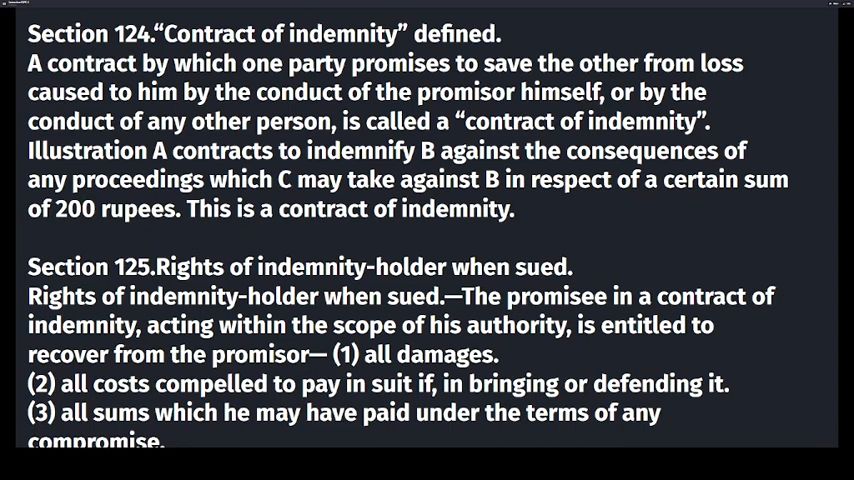 Section 124.“Contract of indemnity” defined.
A contract by which one party promises to save the other from loss
caused to him by the conduct of the promisor himself, or by the
conduct of any other person, is called a “contract of indemnity”.
Illustration A contracts to indemnify B against the consequences of
any proceedings which C may take against B in respect of a certain sum
of 200 rupees. This is a contract of indemnity.
Section 125.Rights of indemnity-holder when sued.
Rights of indemnity-holder when sued.—The promisee in a contract of
indemnity, acting within the scope of his authority, is entitled to
recover from the promisor— (1) all damages.
(2) all costs compelled to pay in suit if, in bringing or defending it.
(3) all sums which he may have paid under the terms of any
compromise.